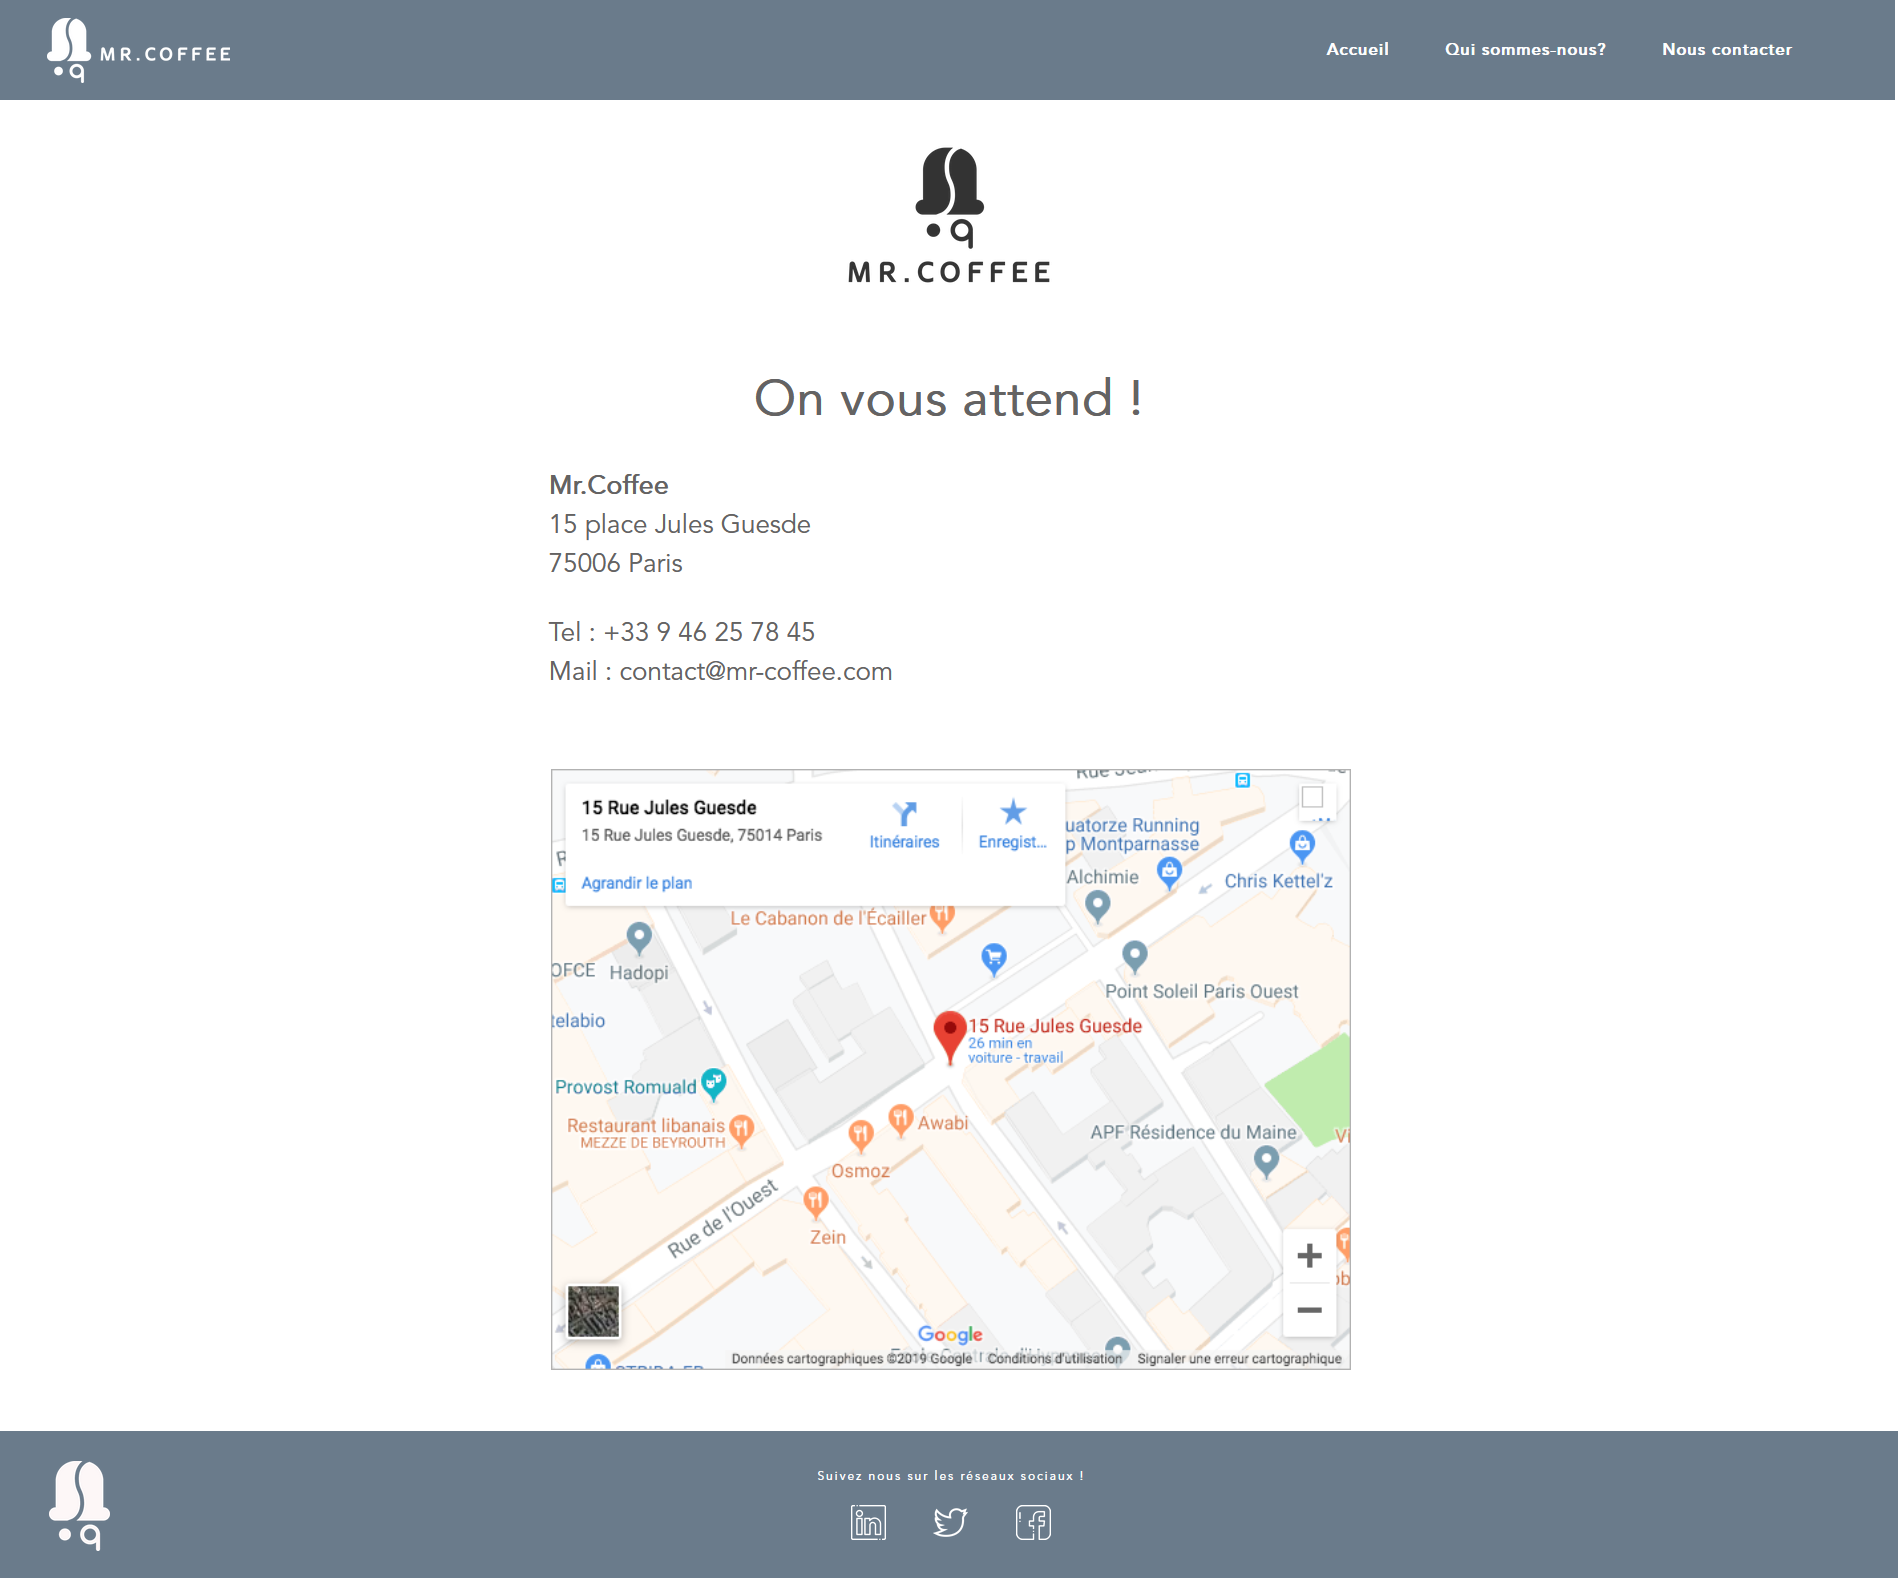 MR.COFFEE
Accueil
Qui sommes-nous?
Nous contacter
MR.COFFEE
On vous attend !
Mr.Coffee
15 place Jules Guesde
75006 Paris
Tel : +33 9 46 25 78 45
Mail : contact@mr-coffee.com
15 Rue Jules Guesde
15 Rue Jules Guesde, 75014 Paris
Itinéraires
Enregist...
Agrandir le plan
uatorze Running
p Montparnasse
Alchimie
Chris Kettel'z
Le Cabanon de l'Écailler
OFCE
Hadopi
Point Soleil Paris Ouest
telabio
15 Rue Jules Guesde
26 min en
voiture - travail
Provost Romuald
Restaurant libanais
MEZZE DE BEYROUTH
Awabi
APF Résidence du Maine
Osmoz
Rue de l'Ouest
Zein
+
−
Google
Données cartographiques ©2019 Google
Conditions d'utilisation
Signaler une erreur cartographique
Suivez nous sur les réseaux sociaux !
in